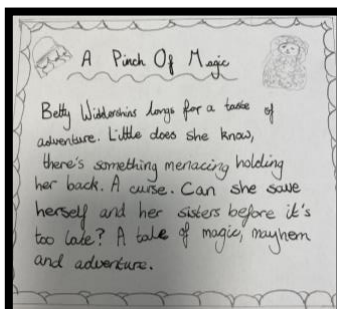 A Pinch Of Magic
Betty Widdershins longs for a taste of
adventure. Little does she know,
there's something menacing holding
her back. A curse. Can she save
herself and her sisters before it's
too late? A tale of magic, mayhem
and adventure.